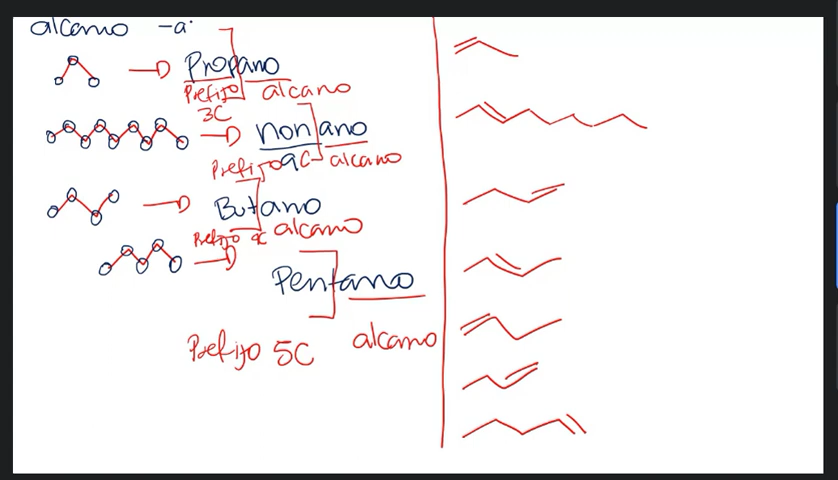 alcano -a
Propano
Prefijo alcano
3C
nonano
Prefijo 9C alcano
Butano
Prefijo 4C alcano
Pentano
Prefijo 5C alcano